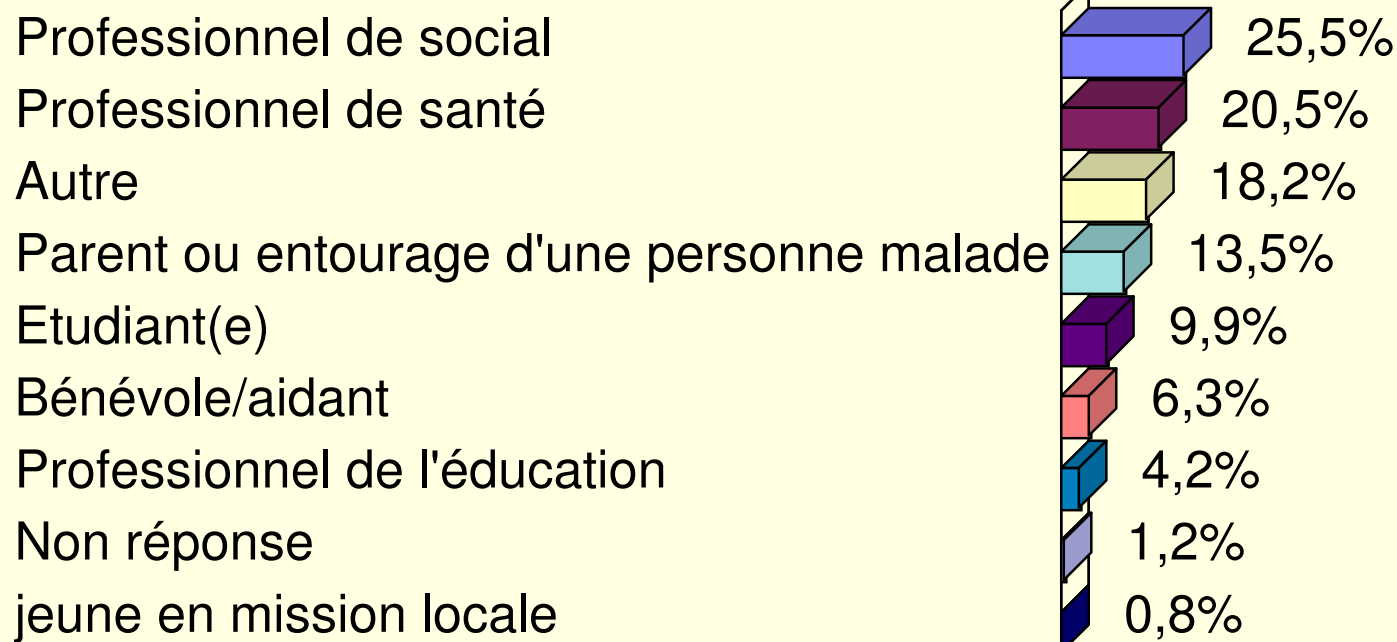 Professionnel de social 25,5%
Professionnel de santé 20,5%
Autre 18,2%
Parent ou entourage d'une personne malade 13,5%
Etudiant(e) 9,9%
Bénévole/aidant 6,3%
Professionnel de l'éducation 4,2%
Non réponse 1,2%
jeune en mission locale 0,8%